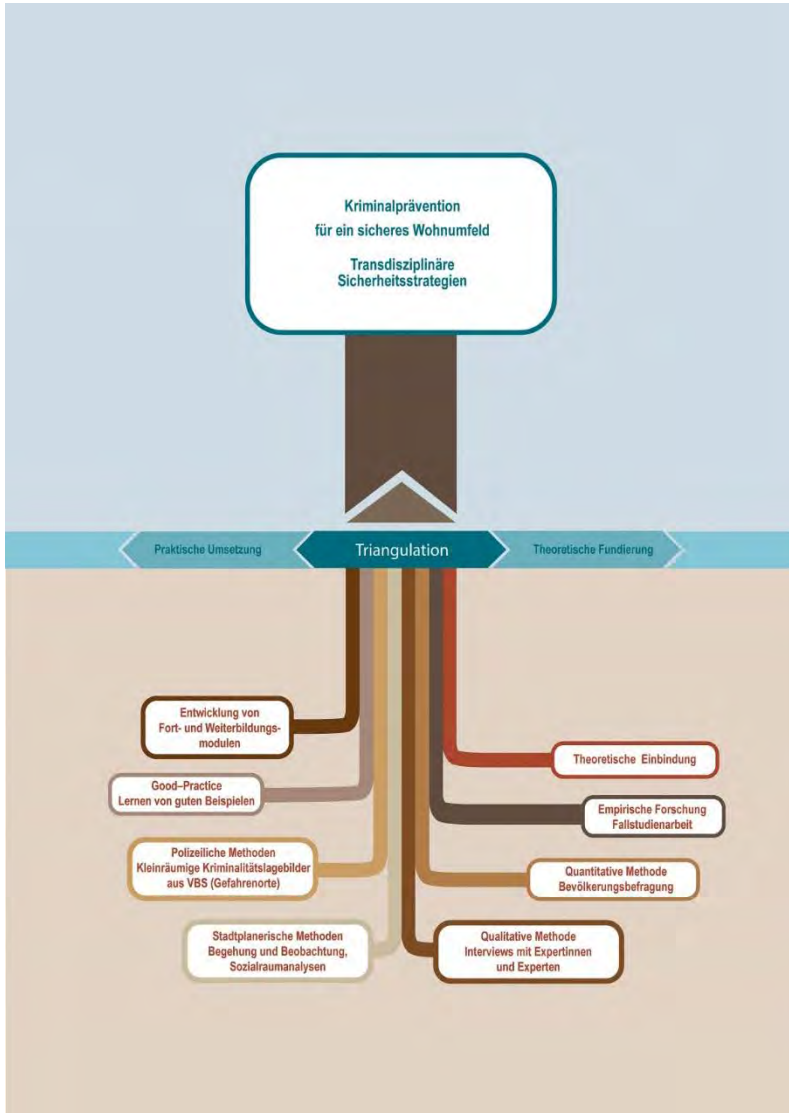 Kriminalprävention
für ein sicheres Wohnumfeld
Transdisziplinäre
Sicherheitsstrategien
Praktische Umsetzung
Triangulation
Theoretische Fundierung
Entwicklung von
Fort- und Weiterbildungs-
modulen
Good–Practice
Lernen von guten Beispielen
Polizeiliche Methoden
Kleinräumige Kriminalitätslagebilder
aus VBS (Gefahrenorte)
Stadtplanerische Methoden
Begehung und Beobachtung,
Sozialraumanalysen
Theoretische Einbindung
Empirische Forschung
Fallstudienarbeit
Quantitative Methode
Bevölkerungsbefragung
Qualitative Methode
Interviews mit Expertinnen
und Experten